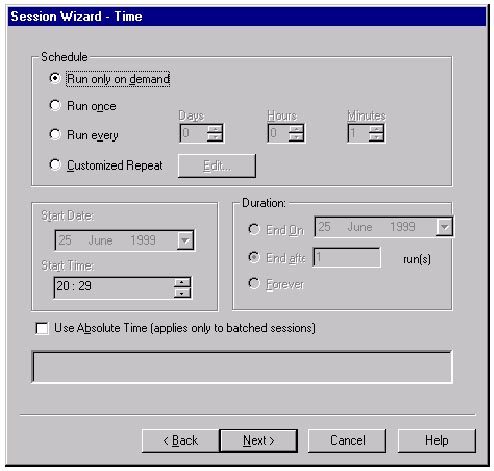 Session Wizard - Time
Schedule
Run only on demand
Run once
Days Hours Minutes
Run every 0 0 1
Customized Repeat Edit...
Start Date:
25 June 1999
Start Time:
20 : 29
Duration:
End On 25 June 1999
End afte 1 run(s)
Forever
Use Absolute Time (applies only to batched sessions)
< Back Next > Cancel Help